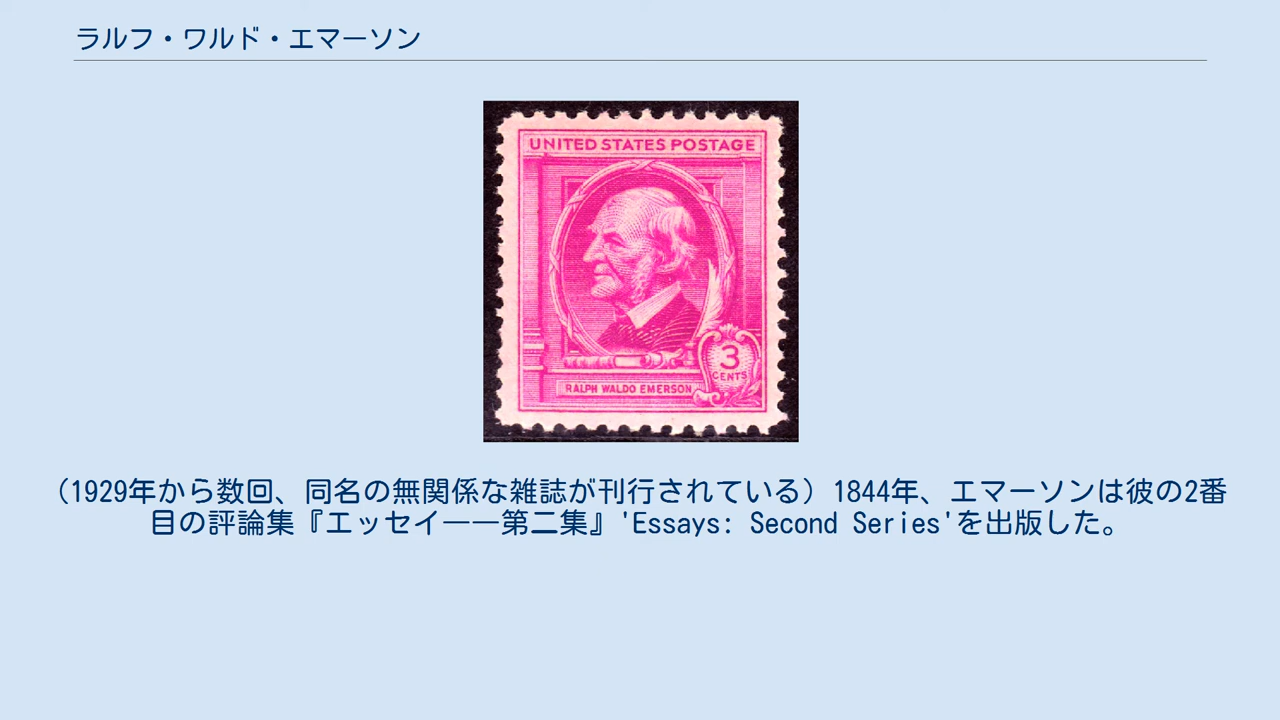 ラルフ・ワルド・エマーソン
UNITED STATES POSTAGE
3
CENTS
RALPH WALDO EMERSON
（1929年から数回、同名の無関係な雑誌が刊行されている）1844年、エマーソンは彼の2番
目の評論集『エッセイ——第二集』'Essays: Second Series'を出版した。